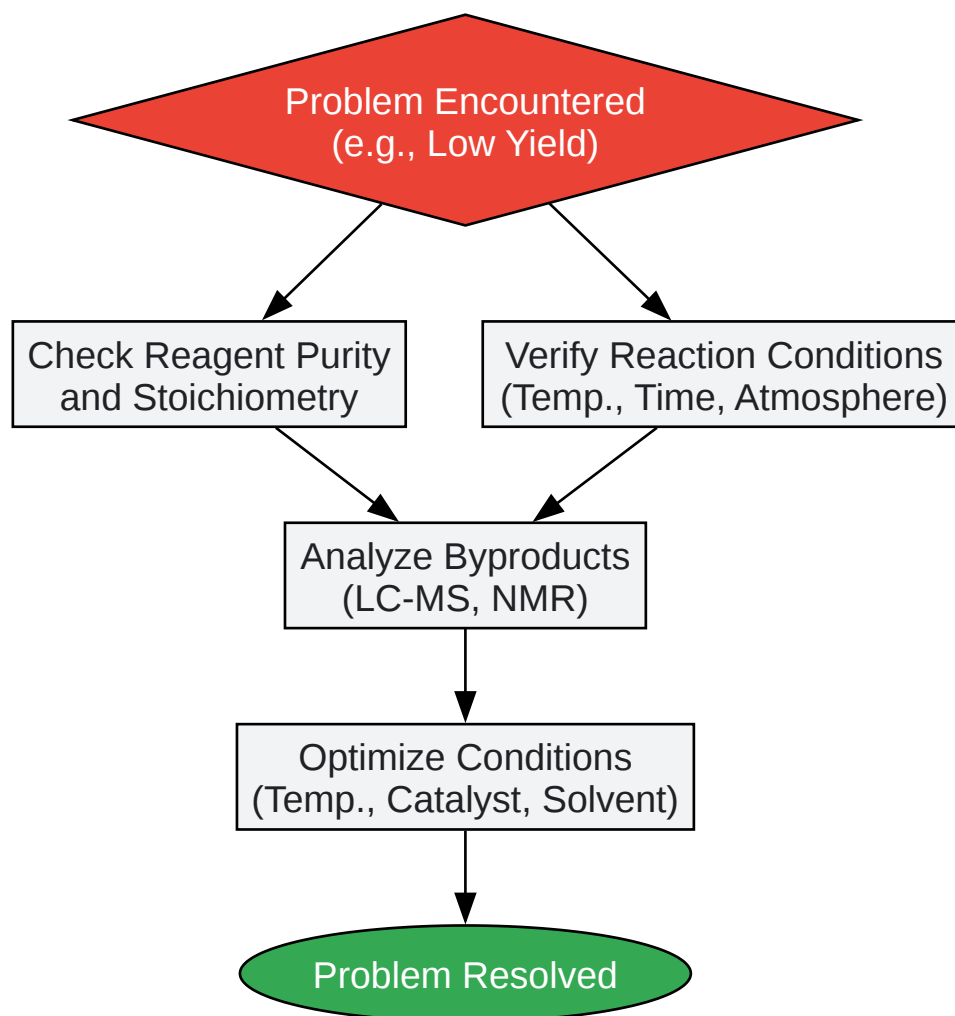 Problem Encountered
(e.g., Low Yield)
Check Reagent Purity
and Stoichiometry
Verify Reaction Conditions
(Temp., Time, Atmosphere)
Analyze Byproducts
(LC-MS, NMR)
Optimize Conditions
(Temp., Catalyst, Solvent)
Problem Resolved